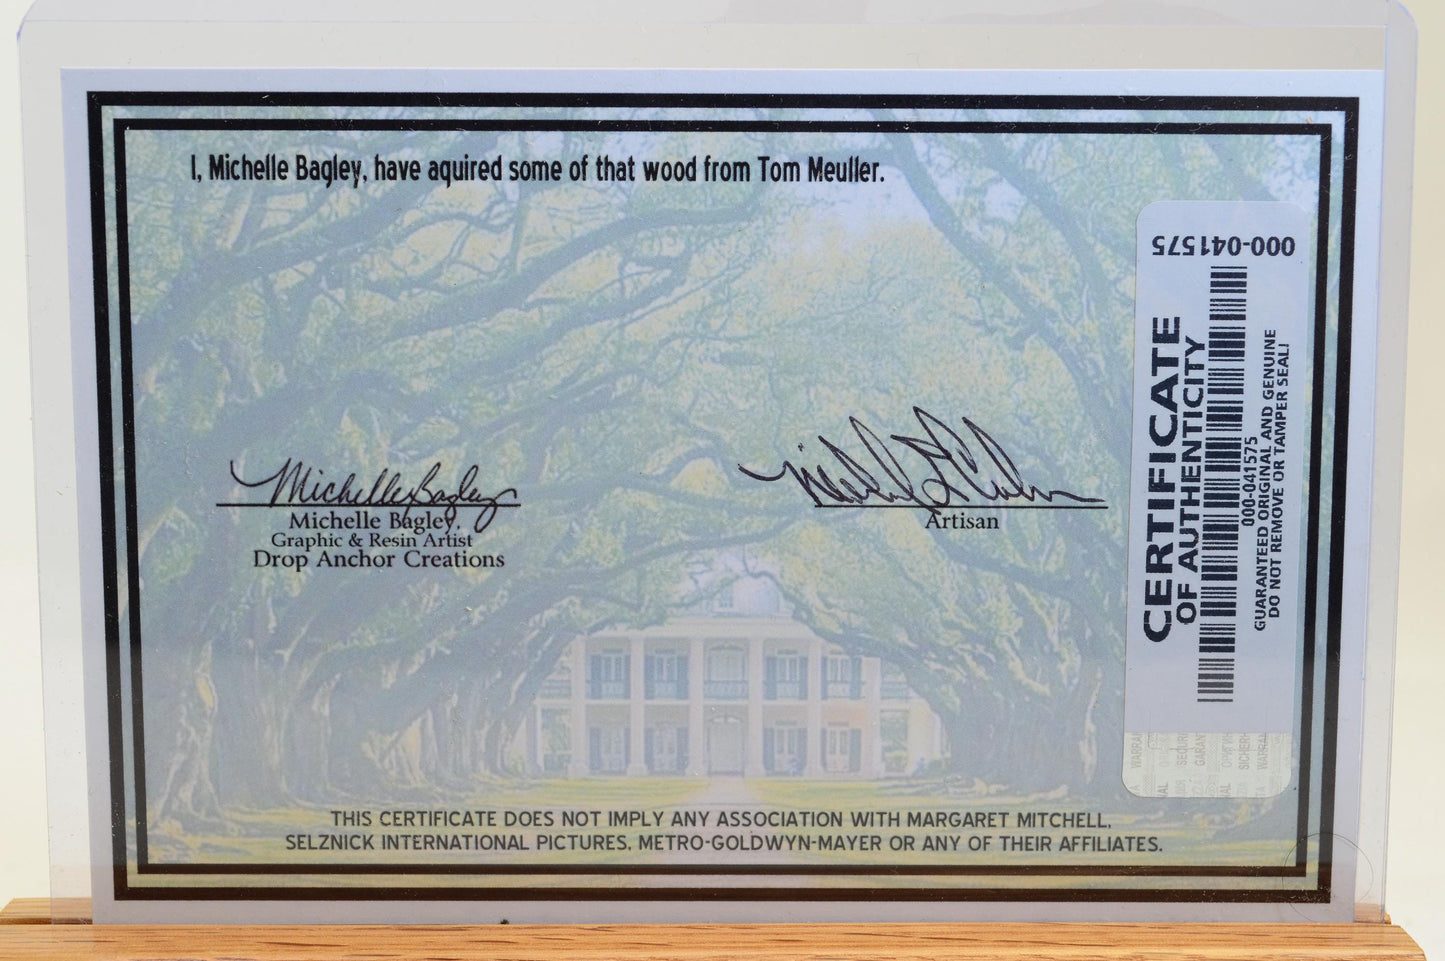 I, Michelle Bagley, have aquired some of that wood from Tom Meuller.
Michelle Bagley
Michelle Bagley,
Graphic & Resin Artist
Drop Anchor Creations
Artisan
THIS CERTIFICATE DOES NOT IMPLY ANY ASSOCIATION WITH MARGARET MITCHELL,
SELZNICK INTERNATIONAL PICTURES, METRO-GOLDWYN-MAYER OR ANY OF THEIR AFFILIATES.
000-041575
CERTIFICATE
OF AUTHENTICITY
000-041575
GUARANTEED ORIGINAL AND GENUINE
DO NOT REMOVE OR TAMPER SEAL!